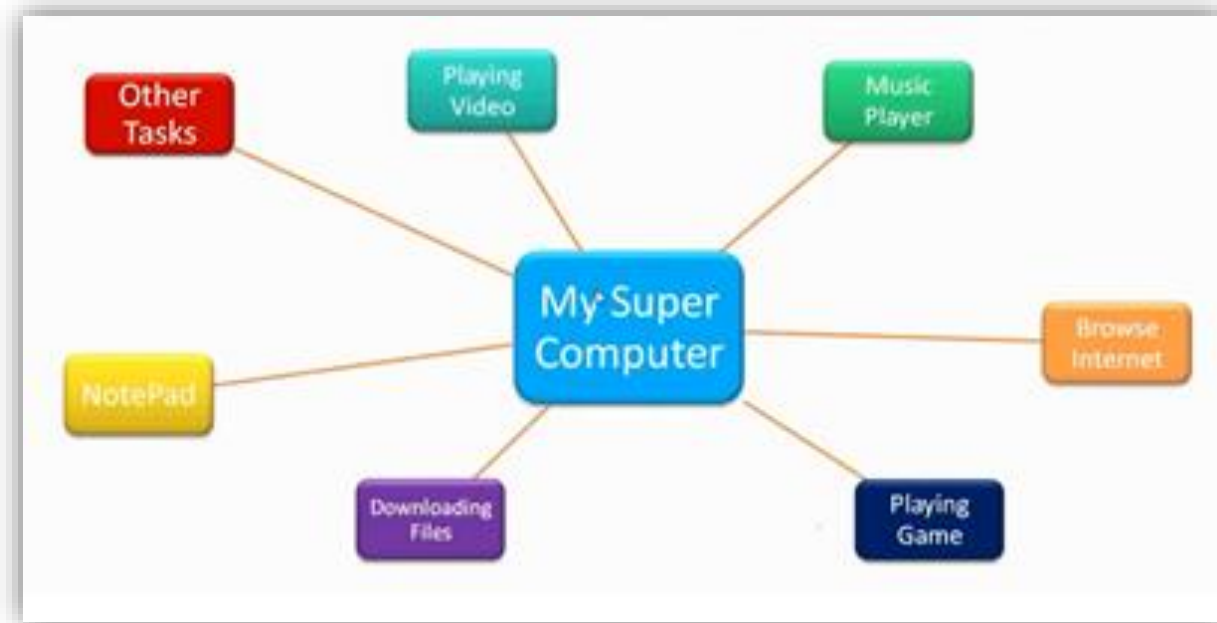 Other
Tasks
Playing
Video
Music
Player
My Super
Computer
Browse
Internet
NotePad
Downloading
Files
Playing
Game